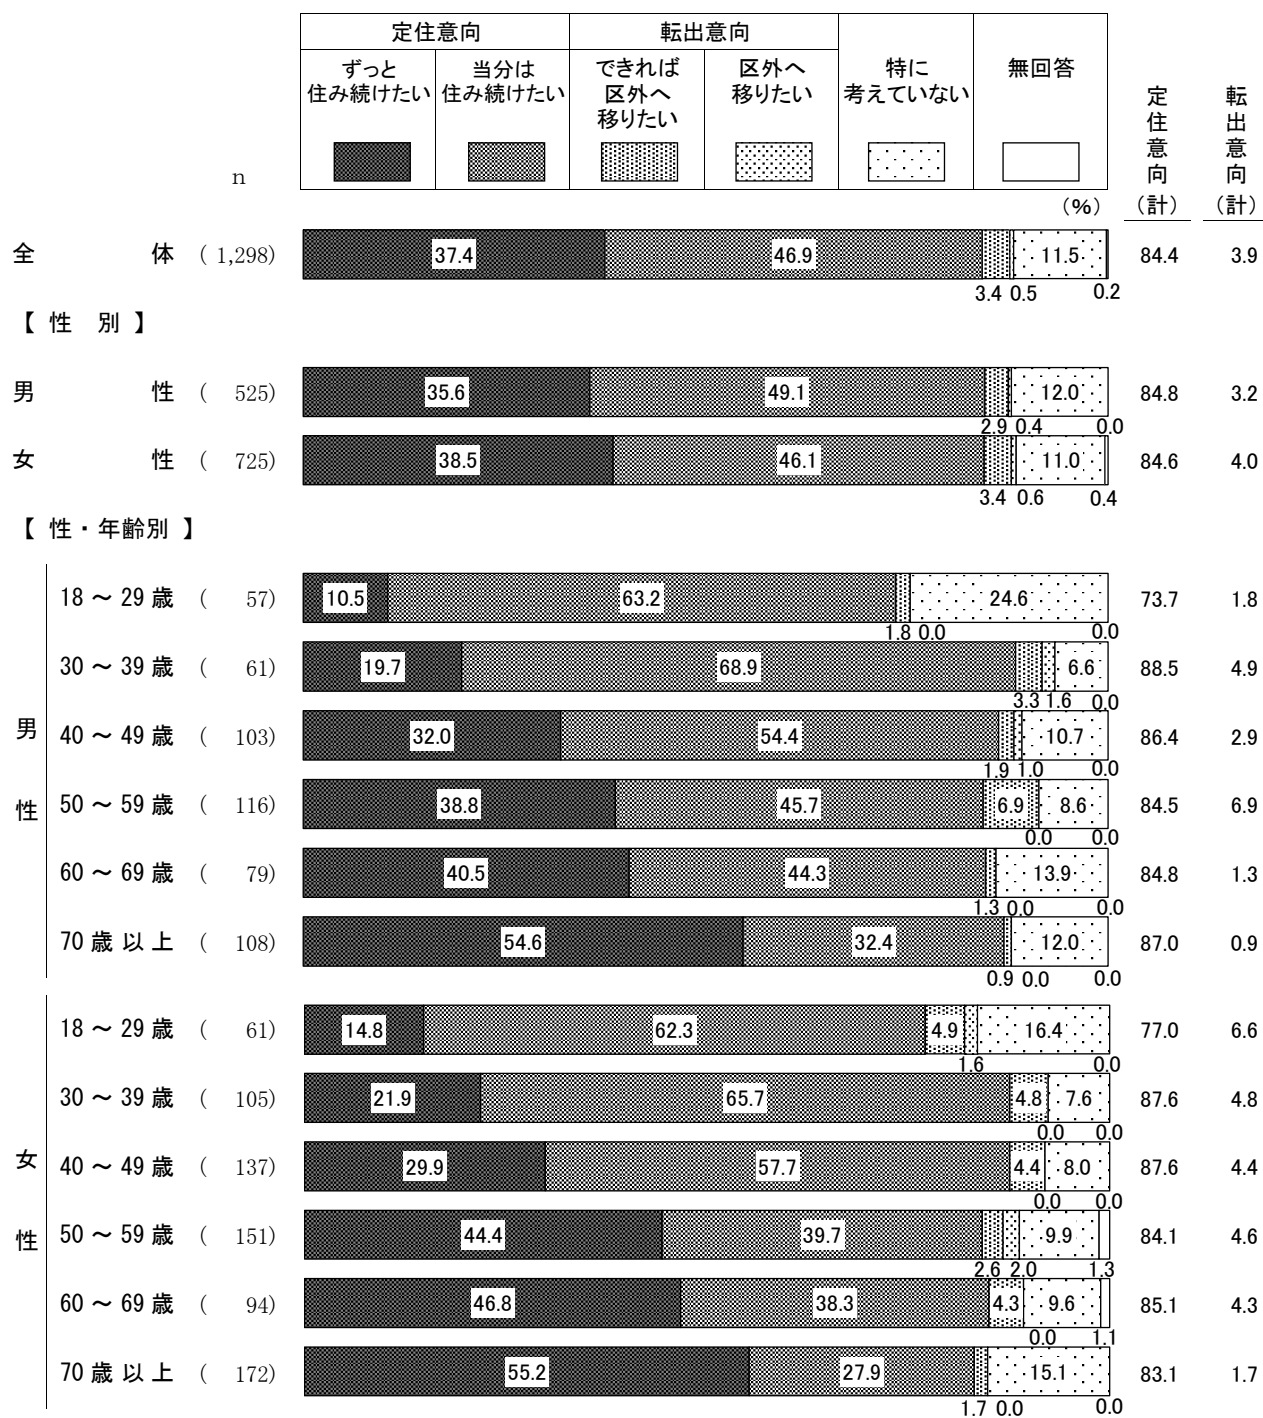 定住意向 転出意向
ずっと
住み続けたい
当分は
住み続けたい
できれば
区外へ
移りたい
区外へ
移りたい
特に
考えていない
無回答
定住意向
(計)
転出意向
(計)
n
(%)
全体 ( 1,298) 37.4 46.9 11.5 84.4 3.9
3.4 0.5 0.2
【 性 別 】
男性 ( 525) 35.6 49.1 12.0 84.8 3.2
2.9 0.4 0.0
女性 ( 725) 38.5 46.1 11.0 84.6 4.0
3.4 0.6 0.4
【 性・年齢別 】
男性
18~29歳 ( 57) 10.5 63.2 24.6 73.7 1.8
1.8 0.0 0.0
30~39歳 ( 61) 19.7 68.9 6.6 88.5 4.9
3.3 1.6 0.0
40~49歳 ( 103) 32.0 54.4 10.7 86.4 2.9
1.9 1.0 0.0
50~59歳 ( 116) 38.8 45.7 6.9 8.6 84.5 6.9
0.0 0.0
60~69歳 ( 79) 40.5 44.3 13.9 84.8 1.3
1.3 0.0 0.0
70歳以上 ( 108) 54.6 32.4 12.0 87.0 0.9
0.9 0.0 0.0
女性
18~29歳 ( 61) 14.8 62.3 4.9 16.4 77.0 6.6
1.6 0.0
30~39歳 ( 105) 21.9 65.7 4.8 7.6 87.6 4.8
0.0 0.0
40~49歳 ( 137) 29.9 57.7 4.4 8.0 87.6 4.4
0.0 0.0
50~59歳 ( 151) 44.4 39.7 9.9 84.1 4.6
2.6 2.0 1.3
60~69歳 ( 94) 46.8 38.3 4.3 9.6 85.1 4.3
0.0 1.1
70歳以上 ( 172) 55.2 27.9 15.1 83.1 1.7
1.7 0.0 0.0